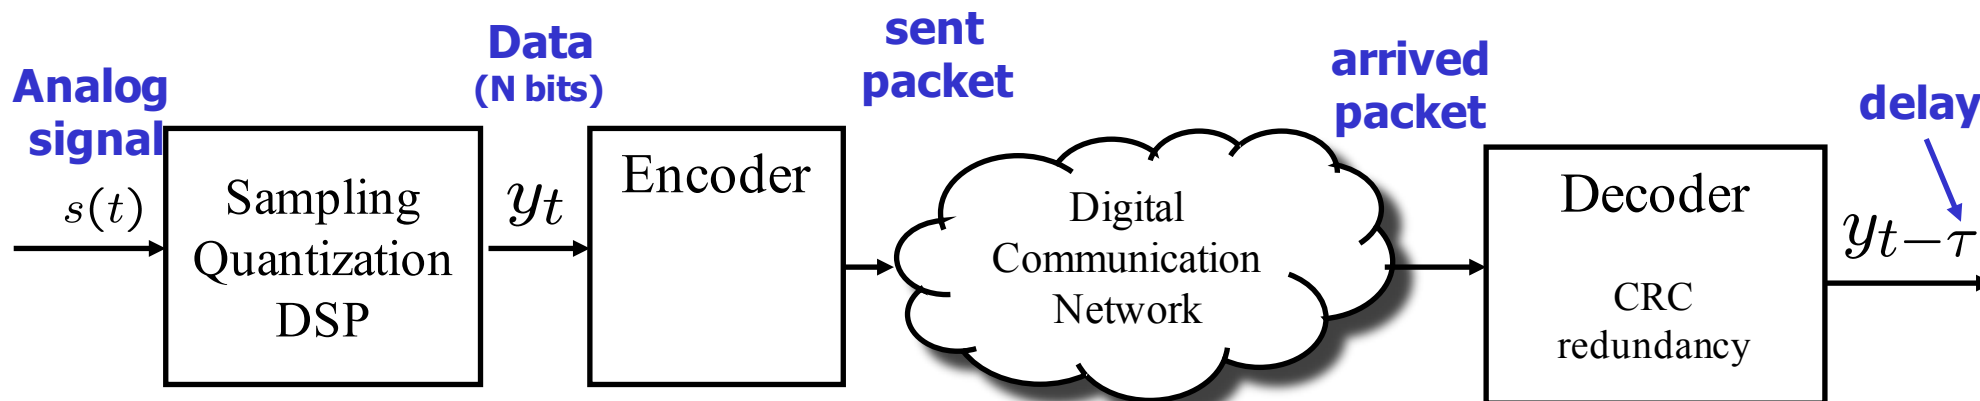 Analog
signal
s(t)
Sampling
Quantization
DSP
Data
(N bits)
y_t
Encoder
sent
packet
Digital
Communication
Network
arrived
packet
Decoder
CRC
redundancy
delay
y_{t-τ}